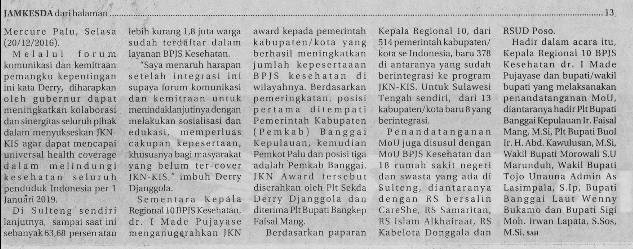 JAMKESDA dari halaman
13
Mercure Palu, Selasa
(20/12/2016).
Melalui forum
komunikasi dan kemitraan
pemangku kepentingan
ini kata Derry, diharapkan
oleh gubernur dapat
meningkatkan kolaborasi
dan sinergitas seluruh pihak
dalam menyukseskan JKN-
KIS agar dapat mencapai
universal health coverage
dalam melindungi
kesehatan seluruh
penduduk Indonesia per 1
Januari 2019.
Di Sulteng sendiri
lanjutnya, sampai saat ini
sebanyak 63,68 persen atau
lebih kurang 1,8 juta warga
sudah terdaftar dalam
layanan BPJS Kesehatan.
"Saya menaruh harapan
setelah integrasi ini
supaya forum komunikasi
dan kemitraan untuk
menindaklanjutinya dengan
melakukan sosialisasi dan
edukasi, memperluas
cakupan kepesertaan,
khususnya bagi masyarakat
yang belum ter-cover
JKN-KIS," imbuh Derry
Djanggola.
Sementara Kepala
Regional 10 BPJS Kesehatan,
dr. I Made Pujayase
menganugrahkan JKN
award kepada pemerintah
kabupaten/kota yang
berhasil meningkatkan
jumlah kepesertaaan
BPJS kesehatan di
wilayahnya. Berdasarkan
pemeringkatan, posisi
pertama ditempati
Pemerintah Kabupaten
(Pemkab) Banggai
Kepulauan, kemudian
Pemkot Palu dan posisi tiga
adalah Pemkab Banggai.
JKN Award tersebut
diserahkan oleh Plt Sekda
Derry Djanggola dan
diterima Plt Bupati Bangkep
Faisal Mang.
Berdasarkan paparan
Kepala Regional 10, dari
514 pemerintah kabupaten/
kota se Indonesia, baru 378
di antaranya yang sudah
berintegrasi ke program
JKN-KIS. Untuk Sulawesi
Tengah sendiri, dari 13
kabupaten/kota baru 8 yang
berintegrasi.
Penandatanganan
MoU juga disusul dengan
MoU BPJS Kesehatan dan
18 rumah sakit negeri
dan swasta yang ada di
Sulteng, diantaranya
dengan RS bersalin
CareShe, RS Samaritan,
RS Islam Alkhairaat, RS
Kabelota Donggala dan
RSUD Poso.
Hadir dalam acara itu,
Kepala Regional 10 BPJS
Kesehatan dr. I Made
Pujayase dan bupati/wakil
bupati yang melaksanakan
penandatanganan MoU,
diantaranya hadir Plt Bupati
Banggai Kepulauan Ir. Faisal
Mang, M.Si, Plt Bupati Buol
Ir. H. Abd. Kawulusan, M.Si,
Wakil Bupati Morowali S.U
Marunduh, Wakil Bupati
Tojo Unauna Admin As
Lasimpala, S.Ip, Bupati
Banggai Laut Wenny
Bukano dan Bupati Sigi
Moh. Irwan Lapata, S.Sos,
M.Si.